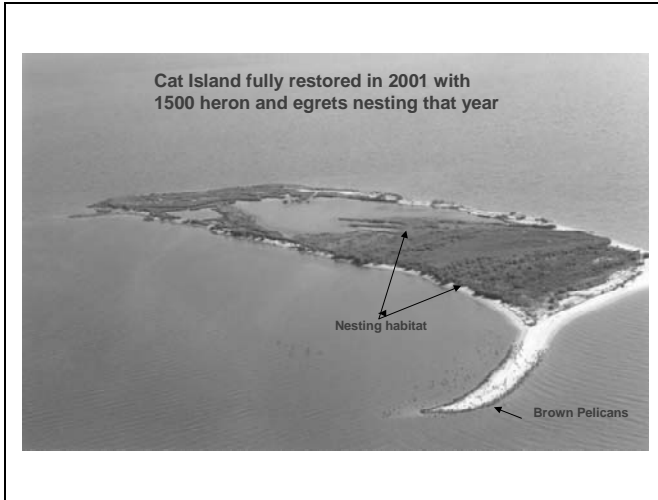 Cat Island fully restored in 2001 with
1500 heron and egrets nesting that year
Nesting habitat
Brown Pelicans